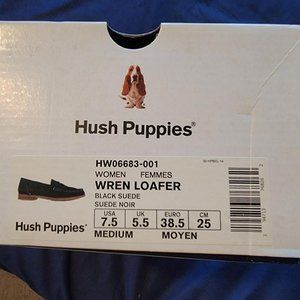 Hush Puppies®
HW06683-001
WOMEN FEMMES
WREN LOAFER
BLACK SUEDE
SUEDE NOIR
USA UK EURO CM
7.5 5.5 38.5 25
Hush Puppies® MEDIUM MOYEN